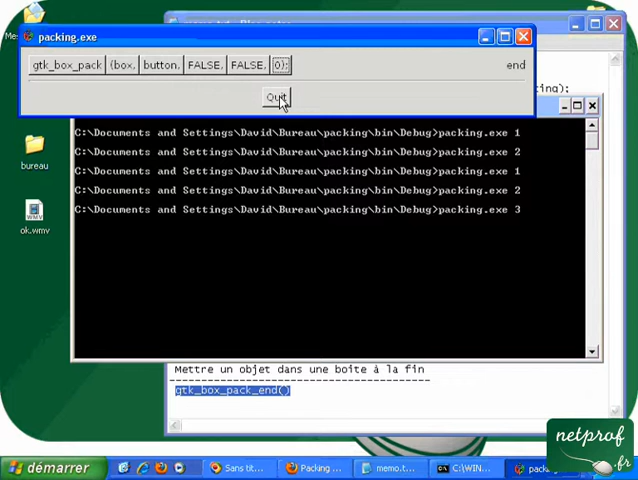 memo.txt - Bloc-notes
packing.exe
gtk_box_pack (box, button, FALSE, FALSE, 0); end
Quit
C:\Documents and Settings\David\Bureau\packing\bin\Debug>packing.exe 1
C:\Documents and Settings\David\Bureau\packing\bin\Debug>packing.exe 2
C:\Documents and Settings\David\Bureau\packing\bin\Debug>packing.exe 1
C:\Documents and Settings\David\Bureau\packing\bin\Debug>packing.exe 2
C:\Documents and Settings\David\Bureau\packing\bin\Debug>packing.exe 3
bureau
ok.wmv
Mettre un objet dans une boite à la fin
----------------------------------------
gtk_box_pack_end()
netprof
.fr
démarrer
Sans tit...
Packing ...
memo.t...
C:\WIN...